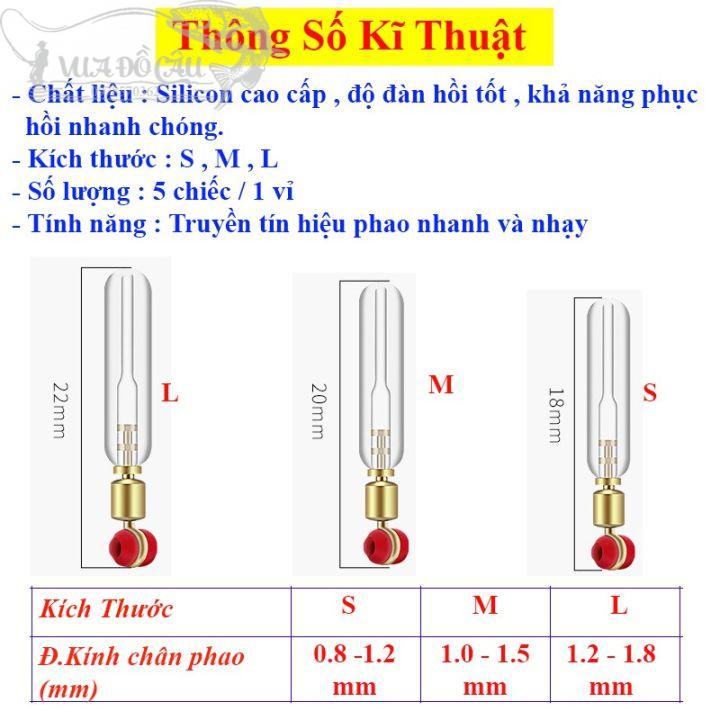 Thông Số Kĩ Thuật
VUA ĐỒ CÂU
- Chất liệu : Silicon cao cấp , độ đàn hồi tốt , khả năng phục
hồi nhanh chóng.
- Kích thước : S , M , L
- Số lượng : 5 chiếc / 1 vỉ
- Tính năng : Truyền tín hiệu phao nhanh và nhạy
22mm L
20mm M
18mm S
Kích Thước S M L
Đ.Kính chân phao 0.8 -1.2 1.0 - 1.5 1.2 - 1.8
(mm) mm mm mm